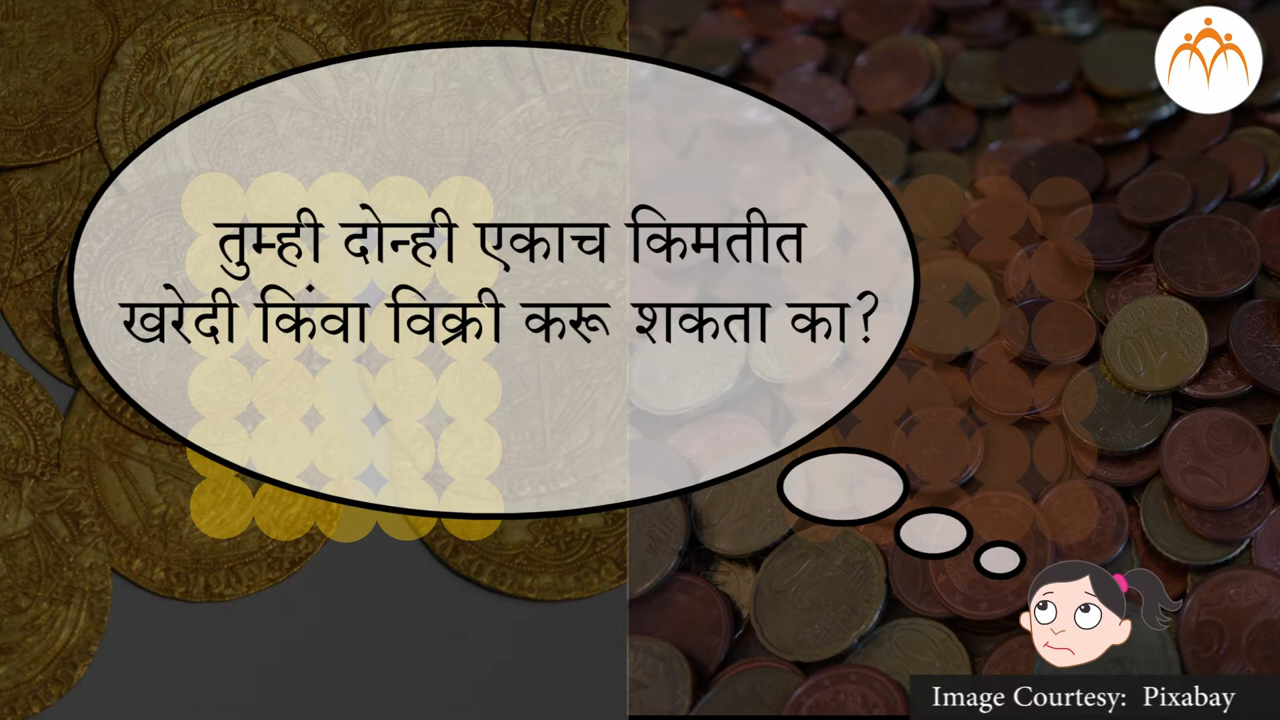 तुम्ही दोन्ही एकाच किमतीत
खरेदी किंवा विक्री करू शकता का?
Image Courtesy: Pixabay